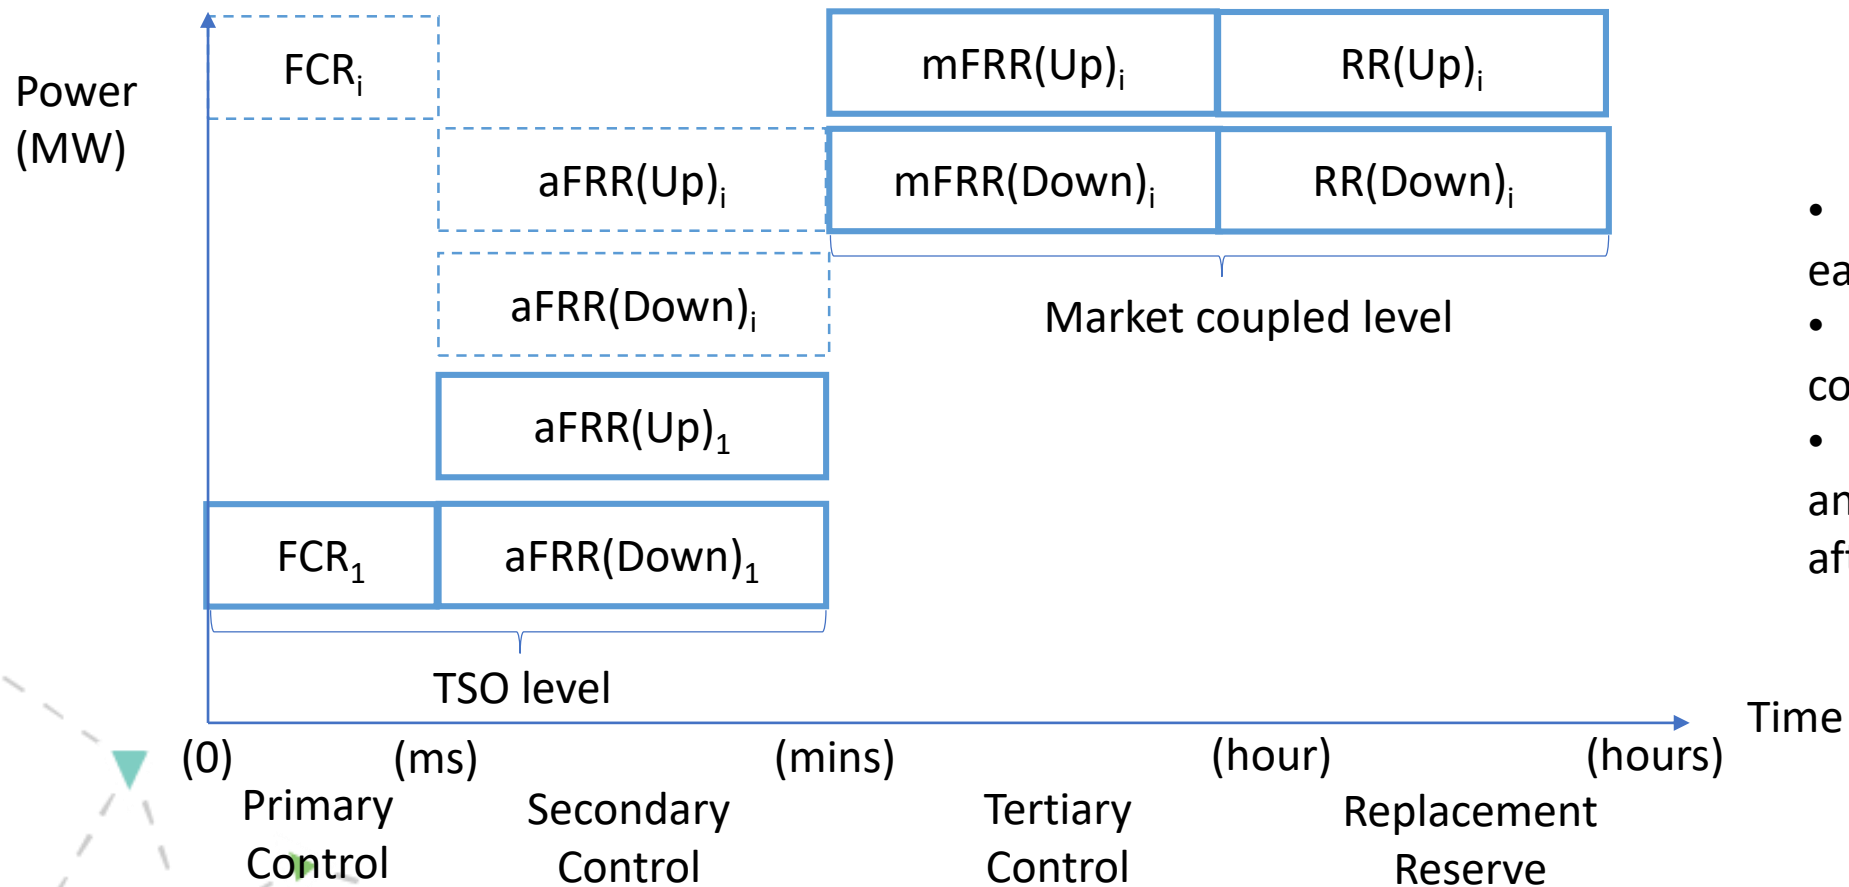 Power
(MW)
FCRi
mFRR(Up)i
RR(Up)i
aFRR(Up)i
mFRR(Down)i
RR(Down)i
aFRR(Down)i
Market coupled level
aFRR(Up)1
FCR1
aFRR(Down)1
TSO level
Time
(0)
(ms)
(mins)
(hour)
(hours)
Primary
Control
Secondary
Control
Tertiary
Control
Replacement
Reserve